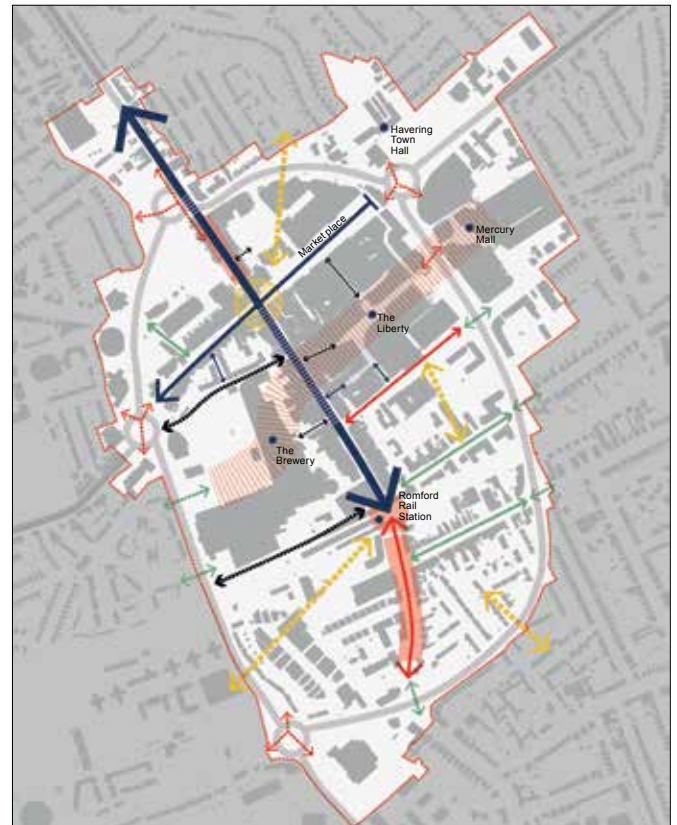 Havering
Town
Hall
Mercury
Mall
Market place
The
Liberty
The
Brewery
Romford
Rail
Station